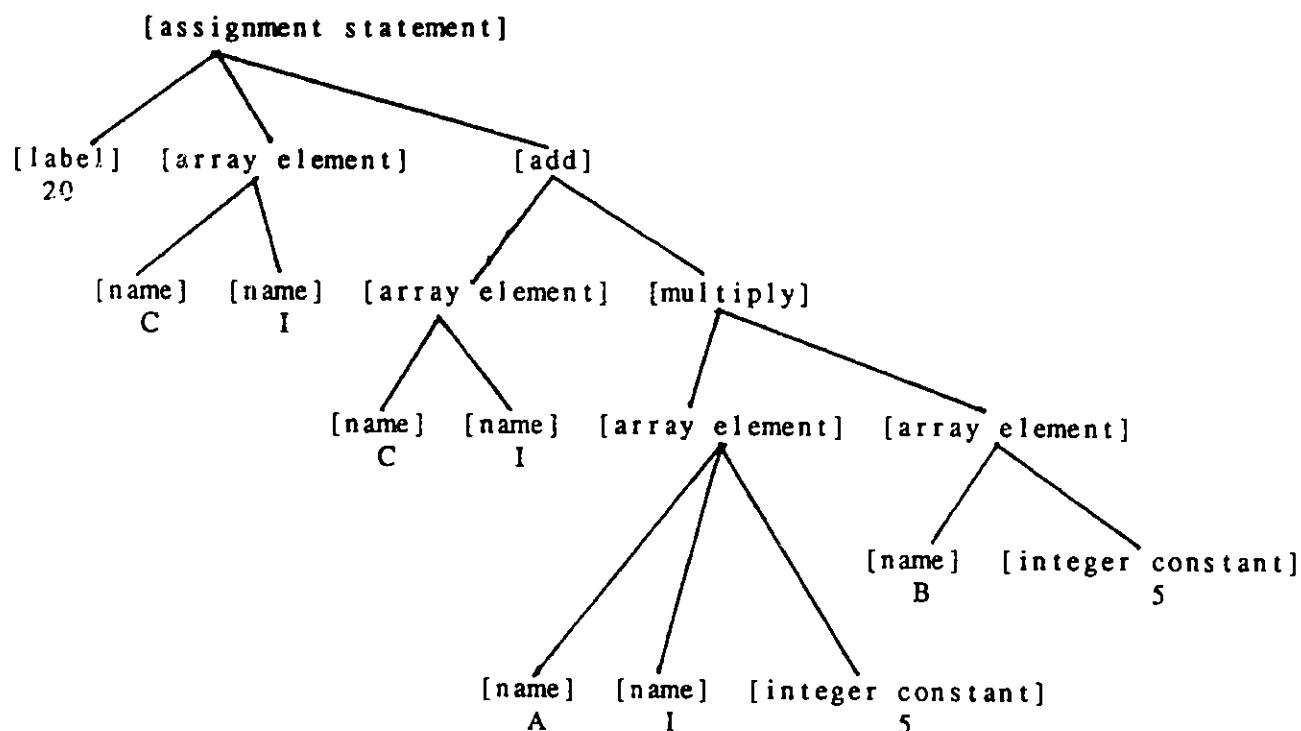 [assignment statement]
[label] [array element] [add]
20
[name] [name] [array element] [multiply]
C I
[name] [name] [array element] [array element]
C I
[name] [integer constant]
B 5
[name] [name] [integer constant]
A I 5